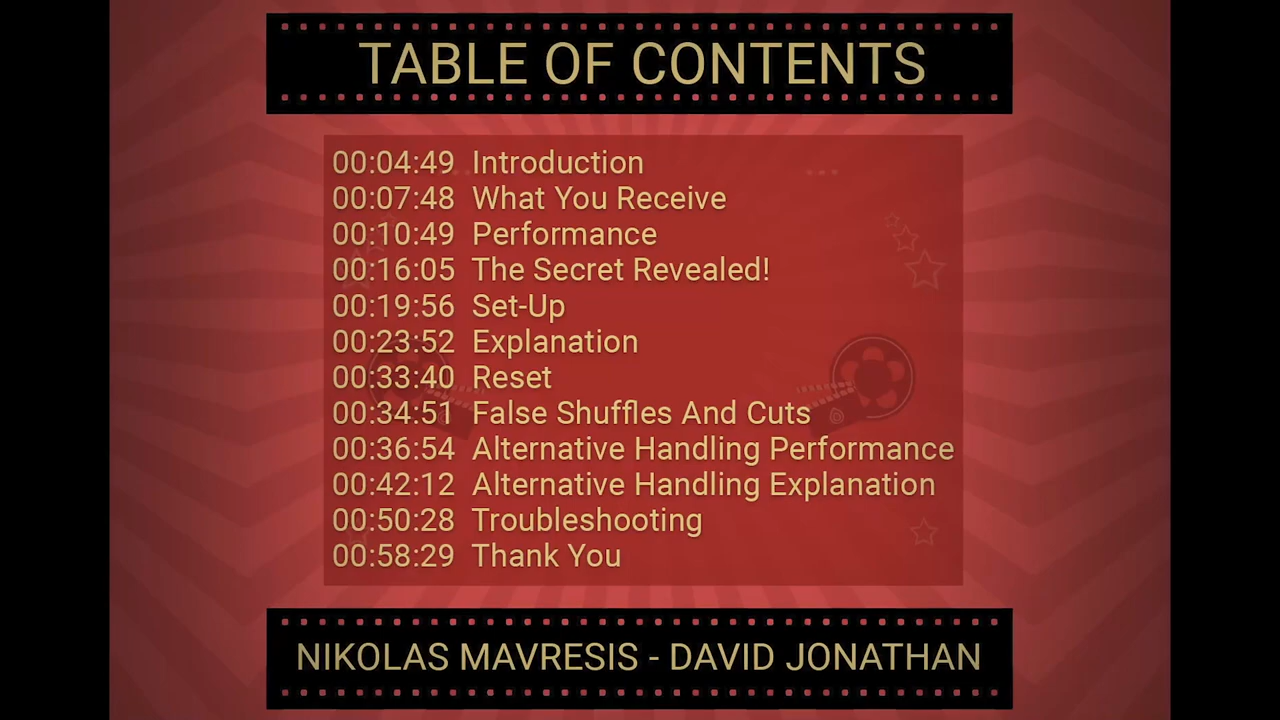 TABLE OF CONTENTS
00:04:49 Introduction
00:07:48 What You Receive
00:10:49 Performance
00:16:05 The Secret Revealed!
00:19:56 Set-Up
00:23:52 Explanation
00:33:40 Reset
00:34:51 False Shuffles And Cuts
00:36:54 Alternative Handling Performance
00:42:12 Alternative Handling Explanation
00:50:28 Troubleshooting
00:58:29 Thank You
NIKOLAS MAVRESIS - DAVID JONATHAN